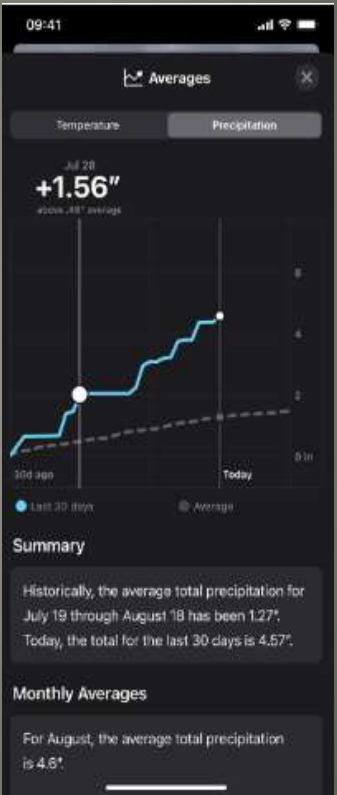 09:41
Averages
Temperature
Precipitation
Jul 28
+1.56"
above .48" average
8
4
2
0 in
30d ago
Today
Last 30 days
Average
Summary
Historically, the average total precipitation for
July 19 through August 18 has been 1.27".
Today, the total for the last 30 days is 4.57".
Monthly Averages
For August, the average total precipitation
is 4.6".